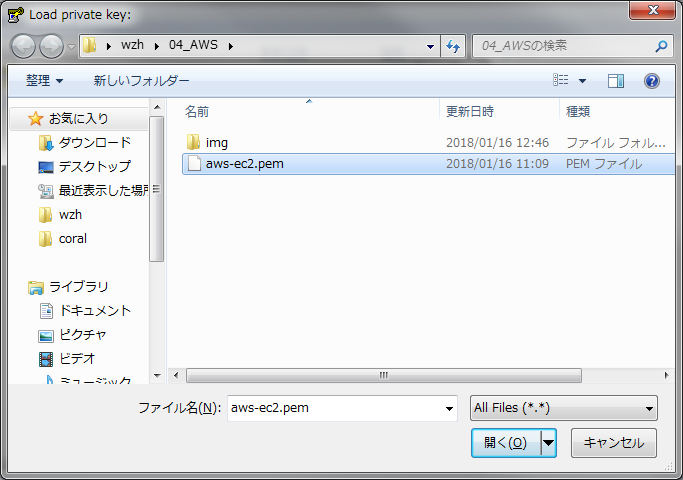 Load private key:
wzh 04_AWS
04_AWSの検索
整理 新しいフォルダー
名前 更新日時 種類
お気に入り
ダウンロード
デスクトップ
最近表示した場所
wzh
coral
ライブラリ
ドキュメント
ピクチャ
ビデオ
ミュージック
img 2018/01/16 12:46 ファイル フォル...
aws-ec2.pem 2018/01/16 11:09 PEM ファイル
ファイル名(N): aws-ec2.pem All Files (*.*)
開く(O) キャンセル